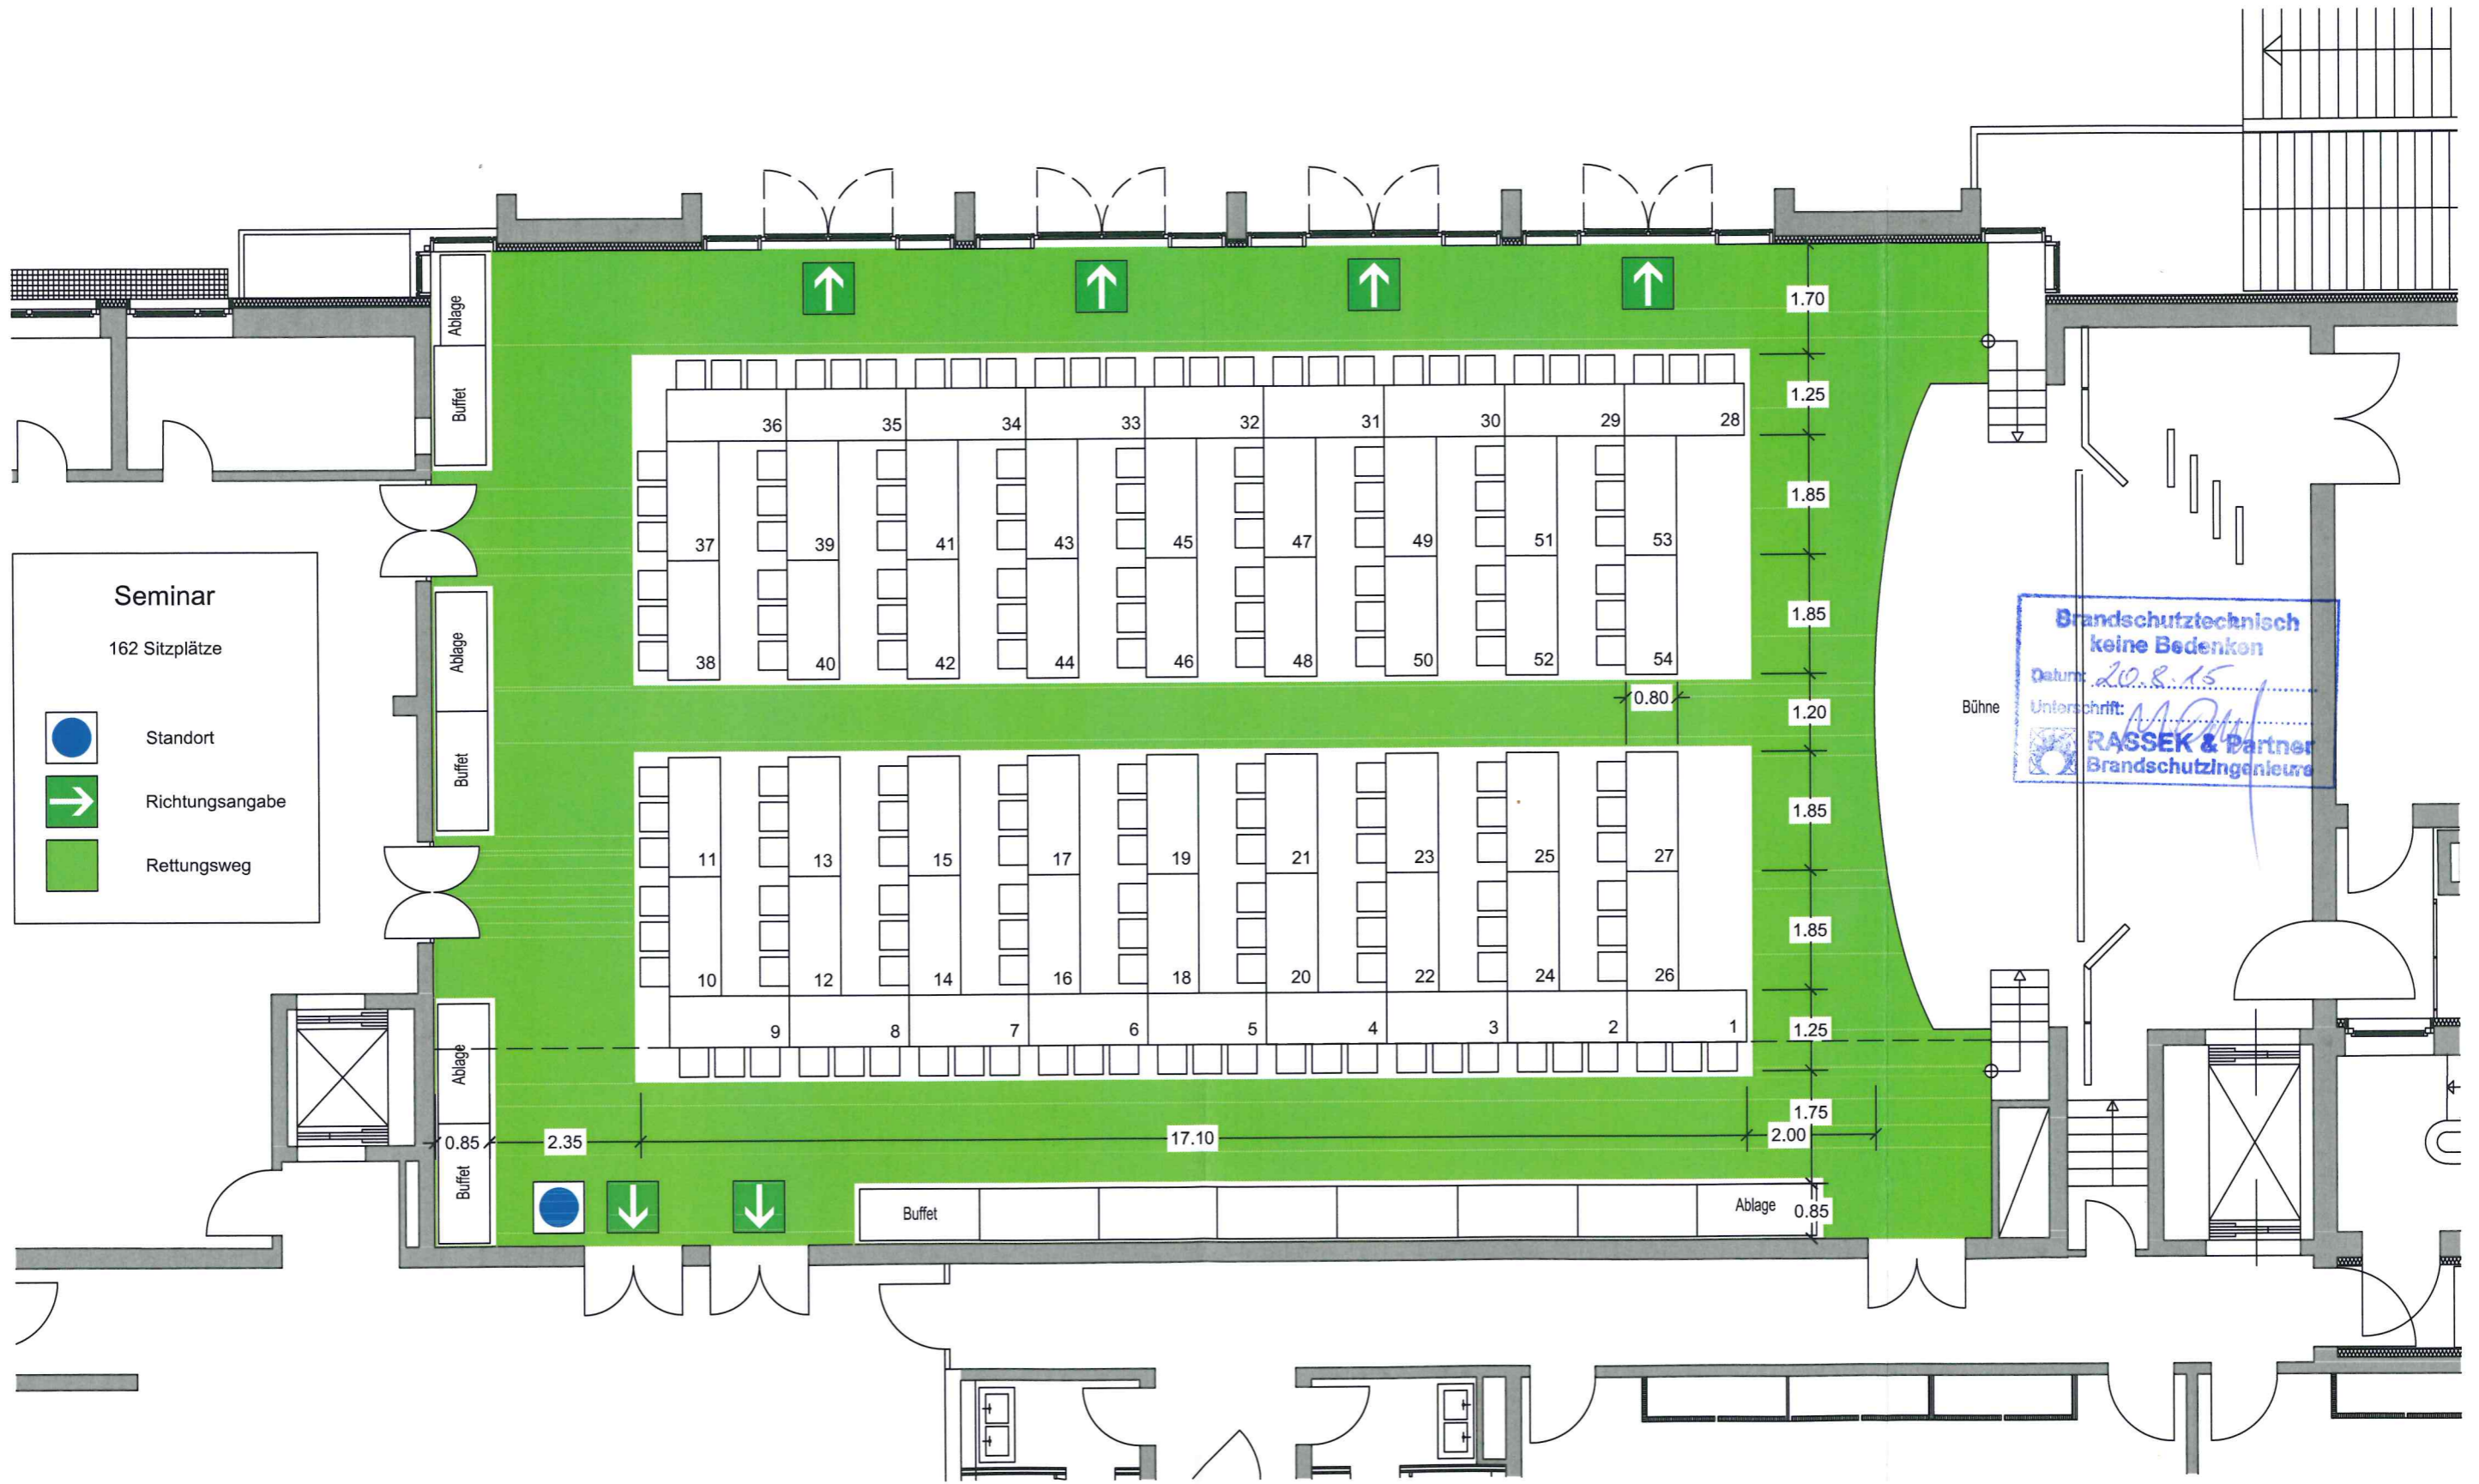 Ablage
Buffet
1.70
1.25
36 35 34 33 32 31 30 29 28
1.85
37 39 41 43 45 47 49 51 53
Seminar
162 Sitzplätze
Standort
Richtungsangabe
Rettungsweg
Ablage
Buffet
1.85
38 40 42 44 46 48 50 52 54
0.80
1.20
Bühne
Brandschutztechnisch
keine Bedenken
Datum: 20.8.15
Unterschrift:
RASSEK & Partner
Brandschutzingenieure
1.85
11 13 15 17 19 21 23 25 27
1.85
10 12 14 16 18 20 22 24 26
9 8 7 6 5 4 3 2 1
1.25
Ablage
Buffet
1.75
0.85 2.35 17.10 2.00
Buffet Ablage 0.85